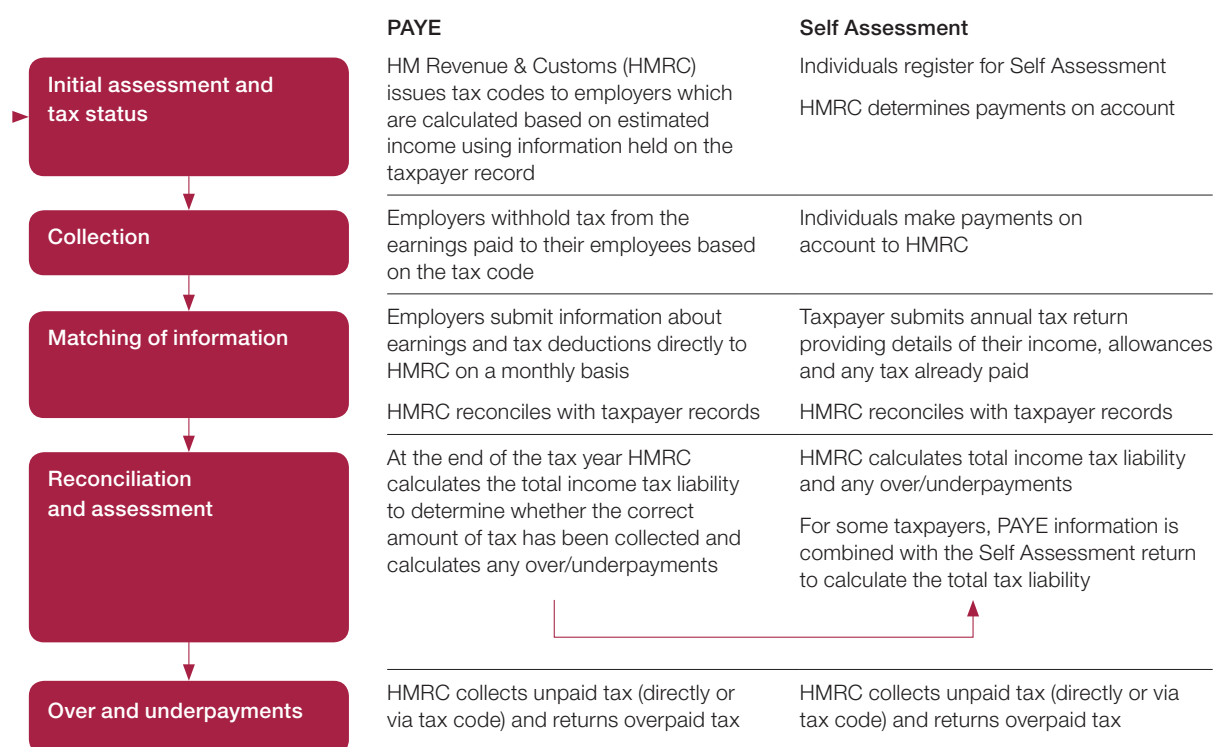 PAYE
Self Assessment
Initial assessment and
tax status
HM Revenue & Customs (HMRC)
issues tax codes to employers which
are calculated based on estimated
income using information held on the
taxpayer record
Individuals register for Self Assessment
HMRC determines payments on account
Collection
Employers withhold tax from the
earnings paid to their employees based
on the tax code
Individuals make payments on
account to HMRC
Matching of information
Employers submit information about
earnings and tax deductions directly to
HMRC on a monthly basis
HMRC reconciles with taxpayer records
Taxpayer submits annual tax return
providing details of their income, allowances
and any tax already paid
HMRC reconciles with taxpayer records
Reconciliation
and assessment
At the end of the tax year HMRC
calculates the total income tax liability
to determine whether the correct
amount of tax has been collected and
calculates any over/underpayments
HMRC calculates total income tax liability
and any over/underpayments
For some taxpayers, PAYE information is
combined with the Self Assessment return
to calculate the total tax liability
Over and underpayments
HMRC collects unpaid tax (directly or
via tax code) and returns overpaid tax
HMRC collects unpaid tax (directly or via
tax code) and returns overpaid tax